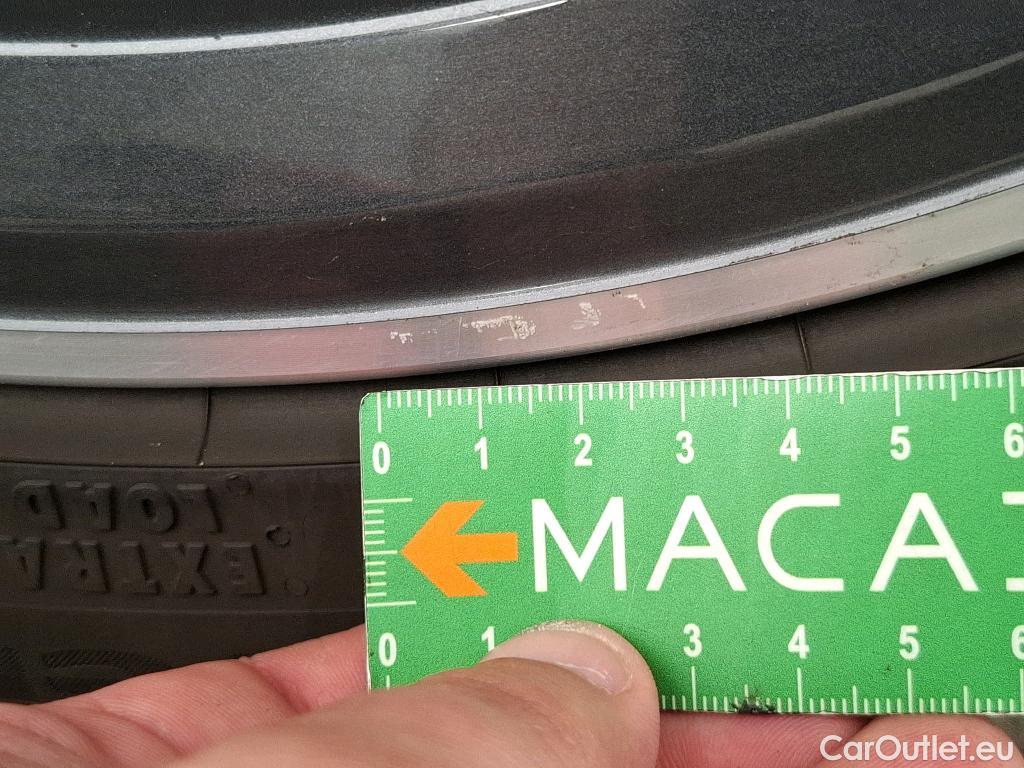 0 1 2 3 4 5 6
MACA
EXTRA
LOAD
0 1 3 4 5 6
CarOutlet.eu